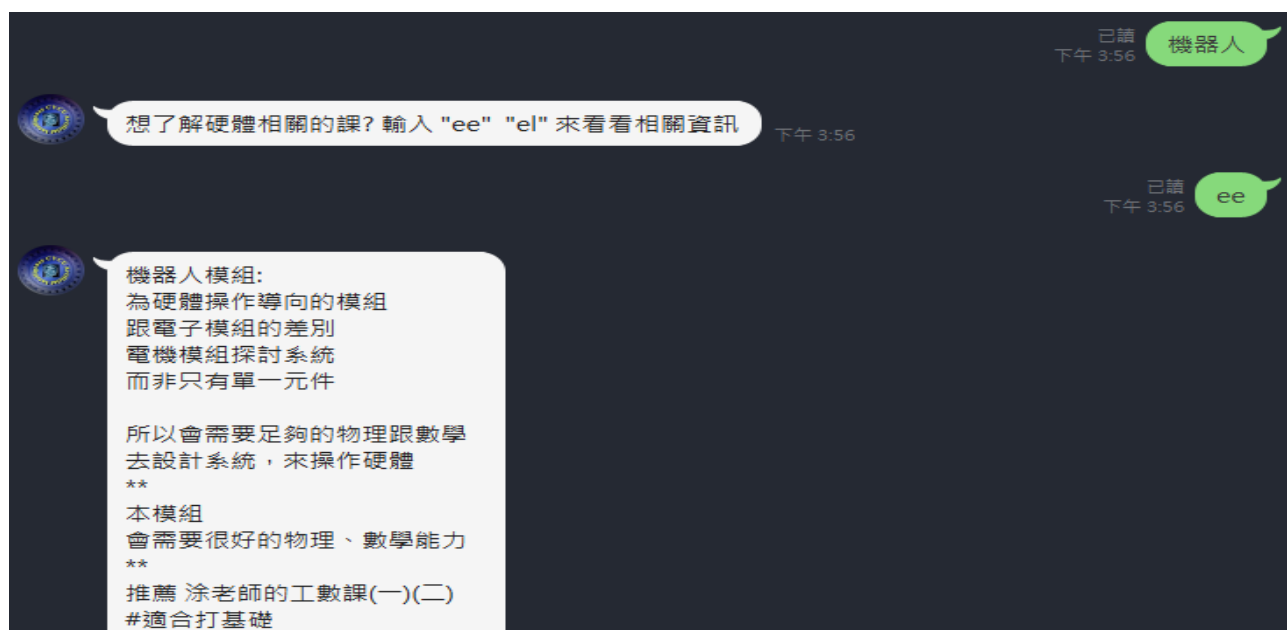 已讀
下午 3:56
機器人
想了解硬體相關的課? 輸入 "ee" "el" 來看看相關資訊
下午 3:56
已讀
下午 3:56
ee
機器人模組:
為硬體操作導向的模組
跟電子模組的差別
電機模組探討系統
而非只有單一元件
所以會需要足夠的物理跟數學
去設計系統，來操作硬體
**
本模組
會需要很好的物理、數學能力
**
推薦 涂老師的工數課(一)(二)
#適合打基礎